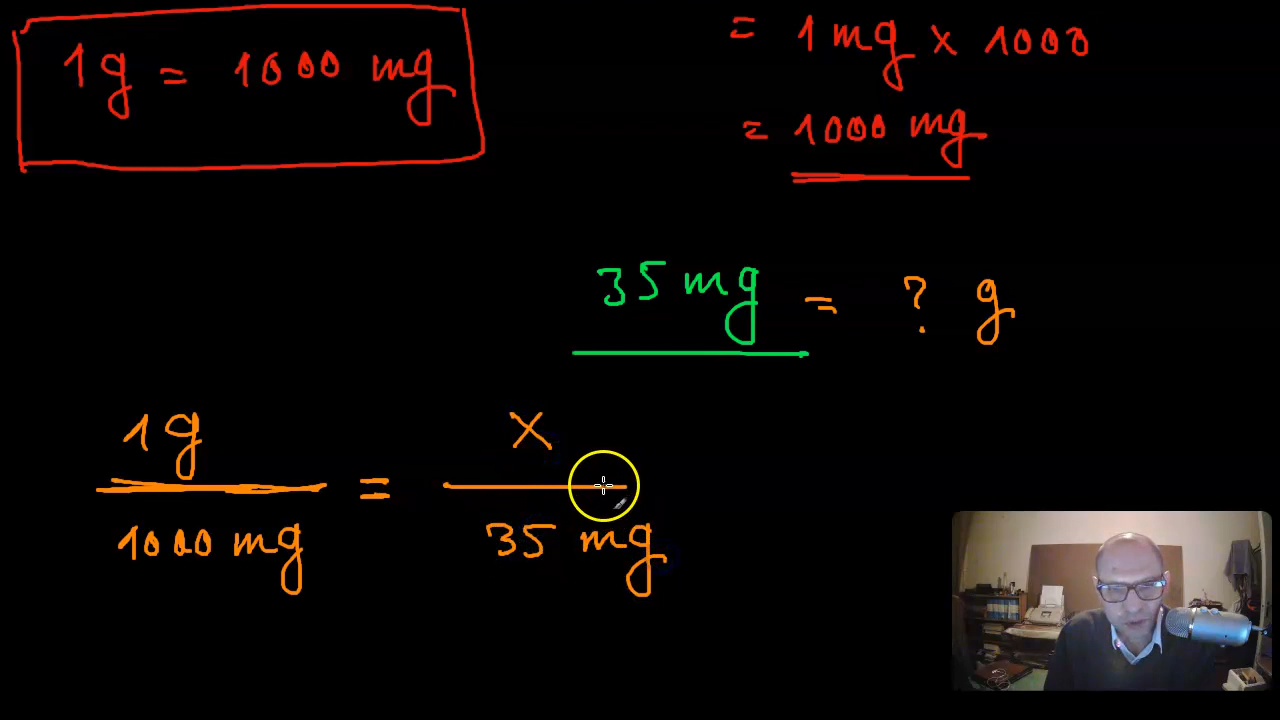 1g = 1000 mg
= 1mg x 1000
= 1000 mg
35 mg = ? g
1g = X
1000 mg 35 mg